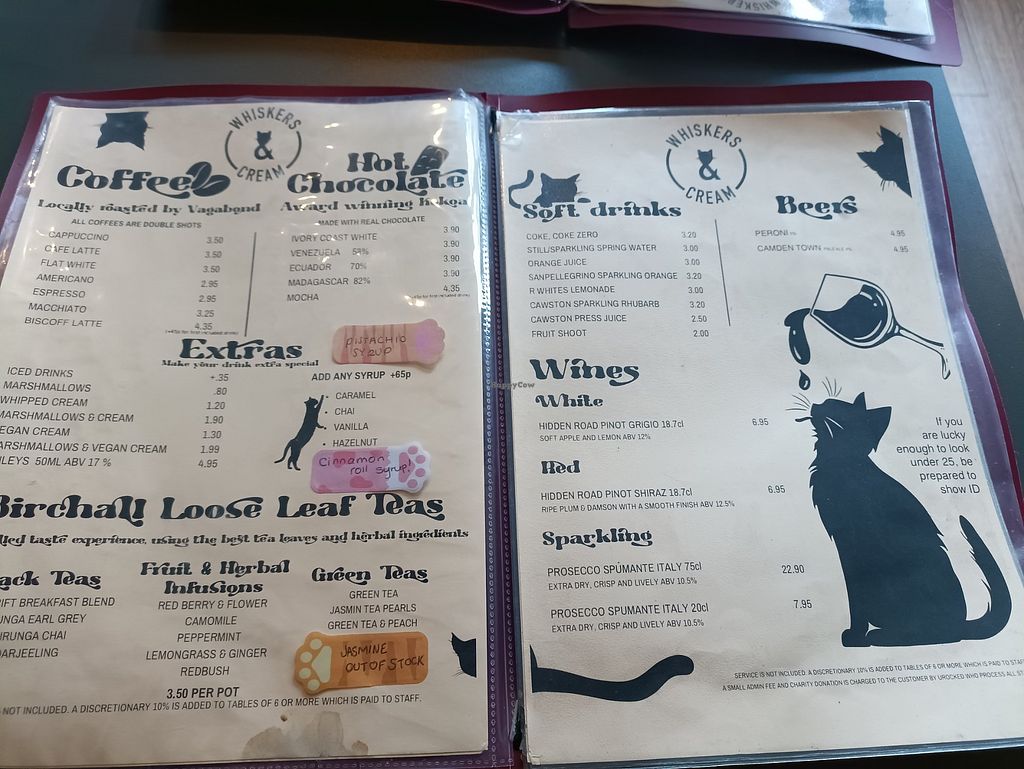 WHISKERS & CREAM
Coffee
Locally roasted by Vagabond
ALL COFFEES ARE DOUBLE SHOTS
CAPPUCCINO 3.50
CAFE LATTE 3.50
FLAT WHITE 3.50
AMERICANO 2.95
ESPRESSO 2.95
MACCHIATO 3.25
BISCOFF LATTE 4.35
Hot Chocolate
Award winning kokoa
MADE WITH REAL CHOCOLATE
IVORY COAST WHITE 3.90
VENEZUELA 58% 3.90
ECUADOR 70% 3.90
MADAGASCAR 82% 3.90
MOCHA 4.35
PISTACHIO SYRUP
Extras
Make your drink extra special
ICED DRINKS +.35
MARSHMALLOWS .80
WHIPPED CREAM 1.20
MARSHMALLOWS & CREAM 1.90
VEGAN CREAM 1.30
MARSHMALLOWS & VEGAN CREAM 1.99
ILEYS 50ML ABV 17 % 4.95
ADD ANY SYRUP +65p
• CARAMEL
• CHAI
• VANILLA
• HAZELNUT
Cinnamon roll syrup!
Birchall Loose Leaf Teas
lled taste experience, using the best tea leaves and herbal ingredients
ack Teas
IFT BREAKFAST BLEND
UNGA EARL GREY
HRUNGA CHAI
DARJEELING
Fruit & Herbal Infusions
RED BERRY & FLOWER
CAMOMILE
PEPPERMINT
LEMONGRASS & GINGER
REDBUSH
3.50 PER POT
Green Teas
GREEN TEA
JASMIN TEA PEARLS
GREEN TEA & PEACH
JASMINE OUT OF STOCK
NOT INCLUDED. A DISCRETIONARY 10% IS ADDED TO TABLES OF 6 OR MORE WHICH IS PAID TO STAFF.
WHISKERS & CREAM
Soft drinks
COKE, COKE ZERO 3.20
STILL/SPARKLING SPRING WATER 3.00
ORANGE JUICE 3.00
SANPELLEGRINO SPARKLING ORANGE 3.20
R WHITES LEMONADE 3.00
CAWSTON SPARKLING RHUBARB 3.20
CAWSTON PRESS JUICE 2.50
FRUIT SHOOT 2.00
Beers
PERONI 4.95
CAMDEN TOWN PALE ALE 4.95
Wines
White
HIDDEN ROAD PINOT GRIGIO 18.7cl 6.95
SOFT APPLE AND LEMON ABV 12%
Red
HIDDEN ROAD PINOT SHIRAZ 18.7cl 6.95
RIPE PLUM & DAMSON WITH A SMOOTH FINISH ABV 12.5%
Sparkling
PROSECCO SPUMANTE ITALY 75cl 22.90
EXTRA DRY, CRISP AND LIVELY ABV 10.5%
PROSECCO SPUMANTE ITALY 20cl 7.95
EXTRA DRY, CRISP AND LIVELY ABV 10.5%
If you
are lucky
enough to look
under 25, be
prepared to
show ID
SERVICE IS NOT INCLUDED. A DISCRETIONARY 10% IS ADDED TO TABLES OF 6 OR MORE WHICH IS PAID TO STAFF
A SMALL ADMIN FEE AND CHARITY DONATION IS CHARGED TO THE CUSTOMER BY UROCKED WHO PROCESS ALL
HappyCow